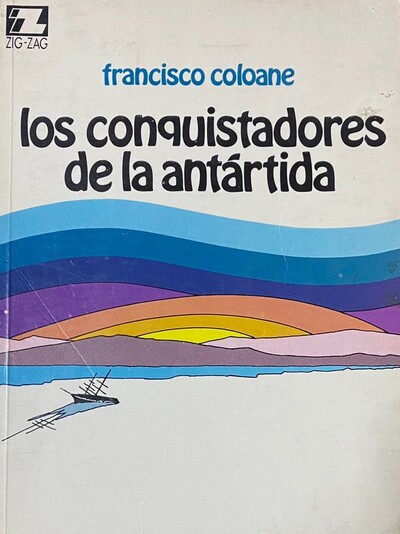 ZIG-ZAG
francisco coloane
los conquistadores
de la antártida